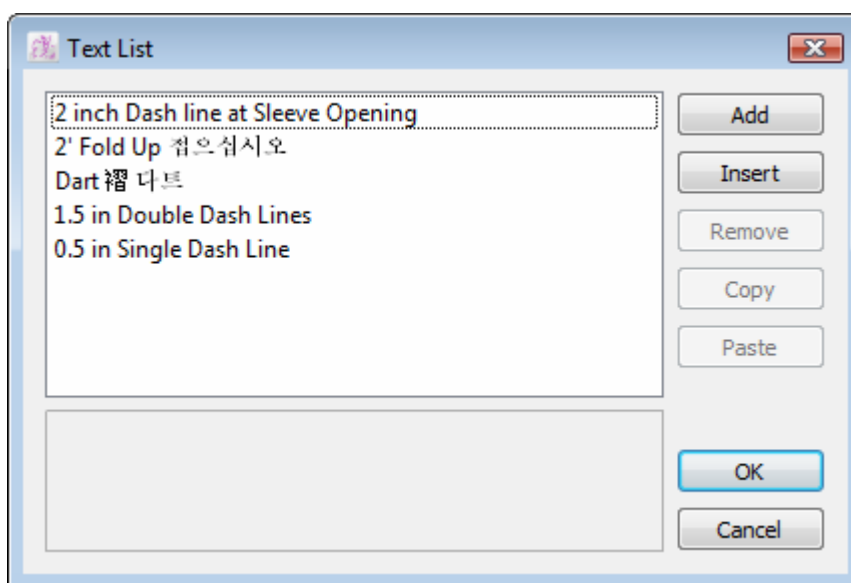 Text List
2 inch Dash line at Sleeve Opening
2' Fold Up 접으십시오
Dart 褶 다트
1.5 in Double Dash Lines
0.5 in Single Dash Line
Add
Insert
Remove
Copy
Paste
OK
Cancel